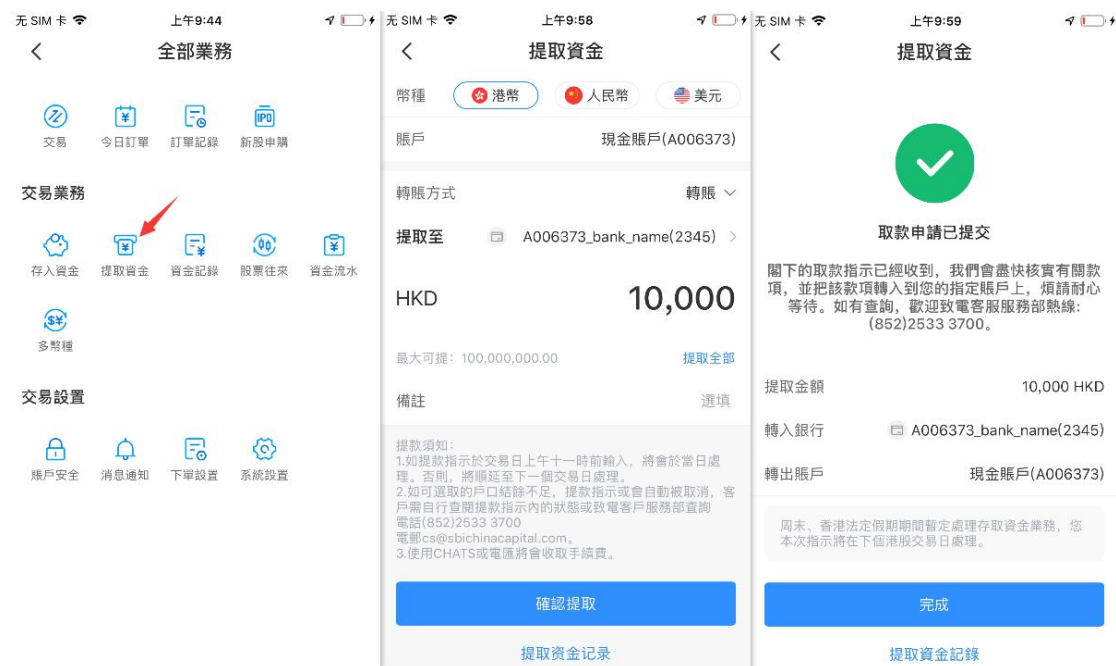 无 SIM 卡
上午9:44
全部業務
交易
今日訂單
訂單記錄
IPO
新股申購
交易業務
存入資金
提取資金
資金記錄
股票往來
資金流水
多幣種
交易設置
賬戶安全
消息通知
下單設置
系統設置
无 SIM 卡
上午9:58
提取資金
幣種
港幣
人民幣
美元
賬戶
現金賬戶(A006373)
轉賬方式
轉賬
提取至
A006373_bank_name(2345)
HKD
10,000
最大可提：100,000,000.00
提取全部
備註
選填
提款須知：
1.如提款指示於交易日上午十一時前輸入，將會於當日處
理。否則，將順延至下一個交易日處理。
2.如可選取的戶口結餘不足，提款指示或會自動被取消，客
戶需自行查閱提款指示內的狀態或致電客戶服務部查詢
電話(852)2533 3700
電郵cs@sbichinacapital.com。
3.使用CHATS或電匯將會收取手續費。
確認提取
提取资金记录
无 SIM 卡
上午9:59
提取資金
取款申請已提交
閣下的取款指示已經收到，我們會盡快核實有關款
項，並把該款項轉入到您的指定賬戶上，煩請耐心
等待。如有查詢，歡迎致電客服服務部熱線：
(852)2533 3700。
提取金額
10,000 HKD
轉入銀行
A006373_bank_name(2345)
轉出賬戶
現金賬戶(A006373)
周末、香港法定假期期間暫定處理存取資金業務，您
本次指示將在下個港股交易日處理。
完成
提取資金記錄